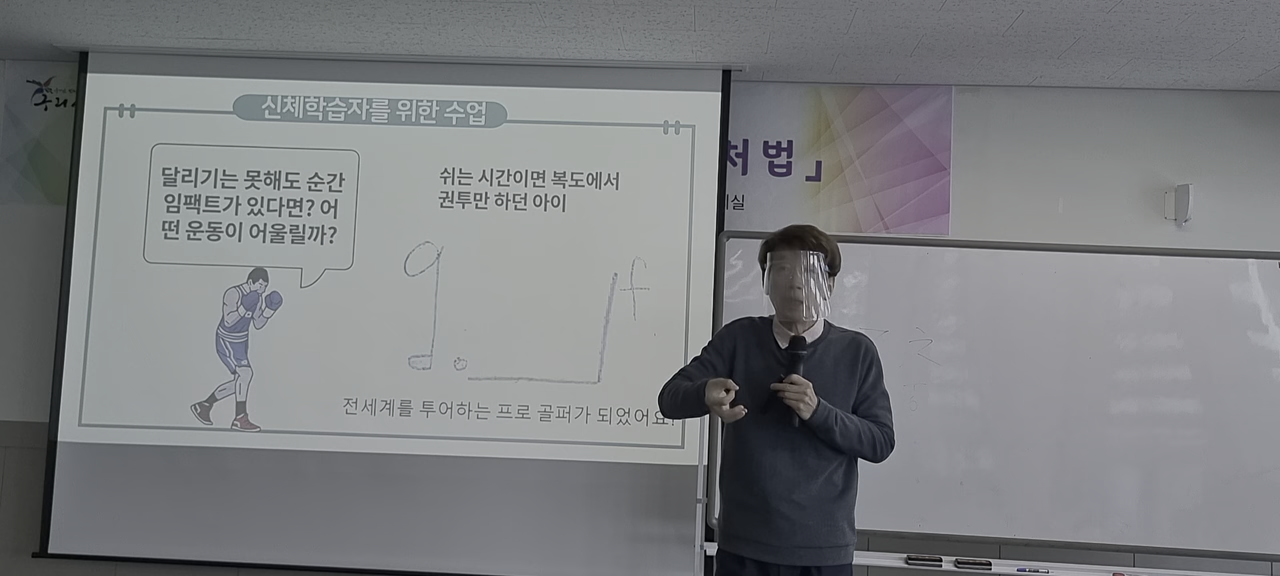 신체학습자를 위한 수업
달리기는 못해도 순간
임팩트가 있다면? 어
떤 운동이 어울릴까?
쉬는 시간이면 복도에서
권투만 하던 아이
g
f
전세계를 투어하는 프로 골퍼가 되었어요!
처법」